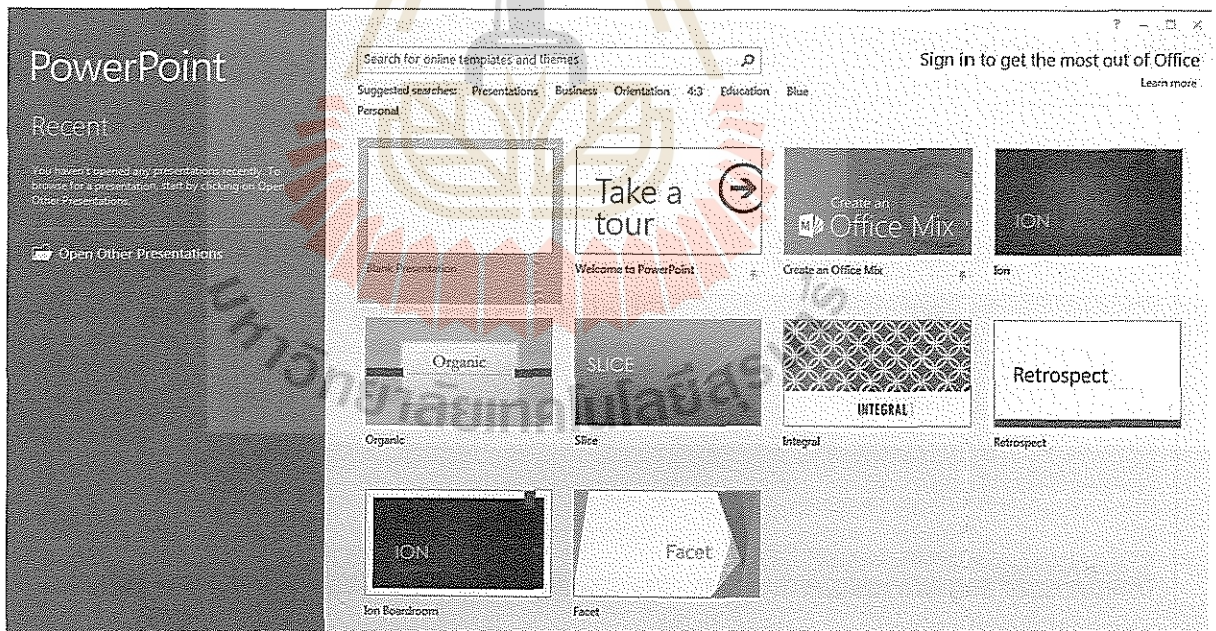 PowerPoint
Recent
You haven't opened any presentations recently. To
browse for a presentation, start by clicking on Open
Other Presentations.
Open Other Presentations
? – □ ×
Search for online templates and themes
Suggested searches: Presentations Business Orientation 4:3 Education Blue
Personal
Sign in to get the most out of Office
Learn more
Blank Presentation
Take a
tour
Welcome to PowerPoint
Create an
Office Mix
Create an Office Mix
ION
Ion
Organic
Organic
SLICE
Slice
INTEGRAL
Integral
Retrospect
Retrospect
ION
Ion Boardroom
Facet
Facet